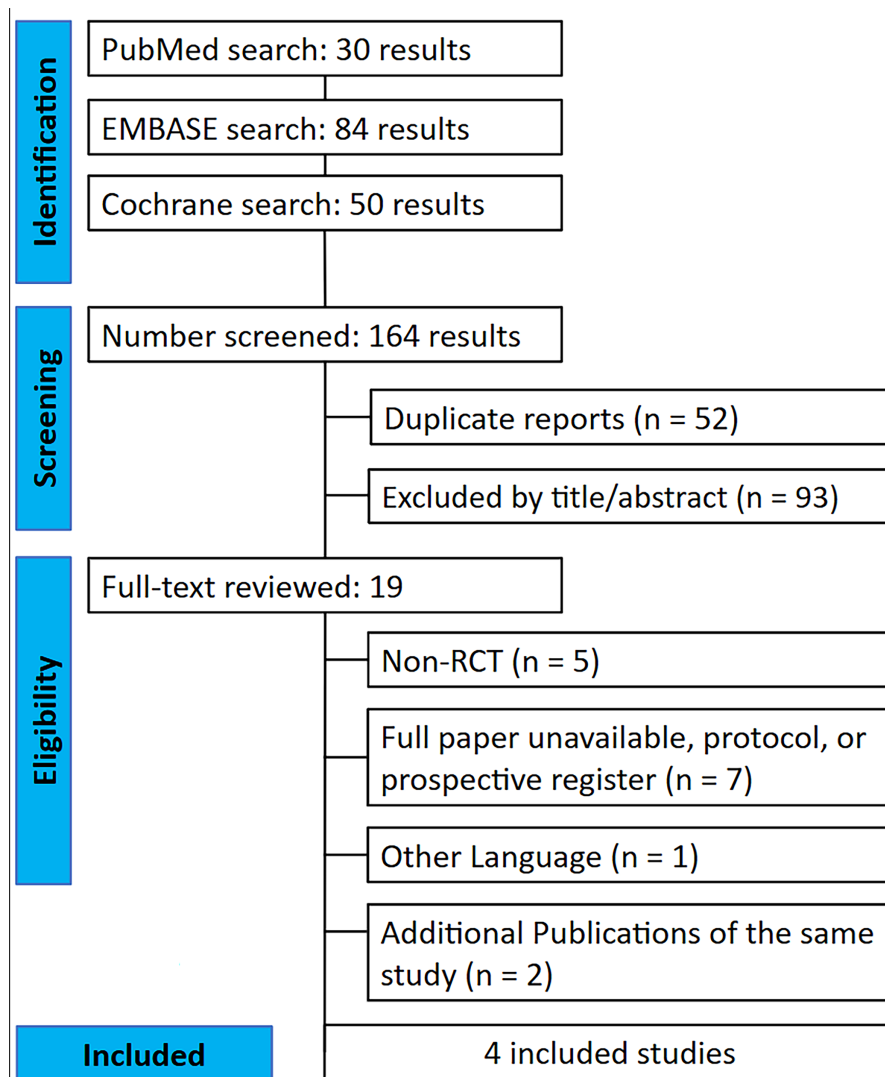 Identification
PubMed search: 30 results
EMBASE search: 84 results
Cochrane search: 50 results
Screening
Number screened: 164 results
Duplicate reports (n = 52)
Excluded by title/abstract (n = 93)
Eligibility
Full-text reviewed: 19
Non-RCT (n = 5)
Full paper unavailable, protocol, or
prospective register (n = 7)
Other Language (n = 1)
Additional Publications of the same
study (n = 2)
Included
4 included studies